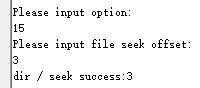 Please input option:
15
Please input file seek offset:
3
dir / seek success:3